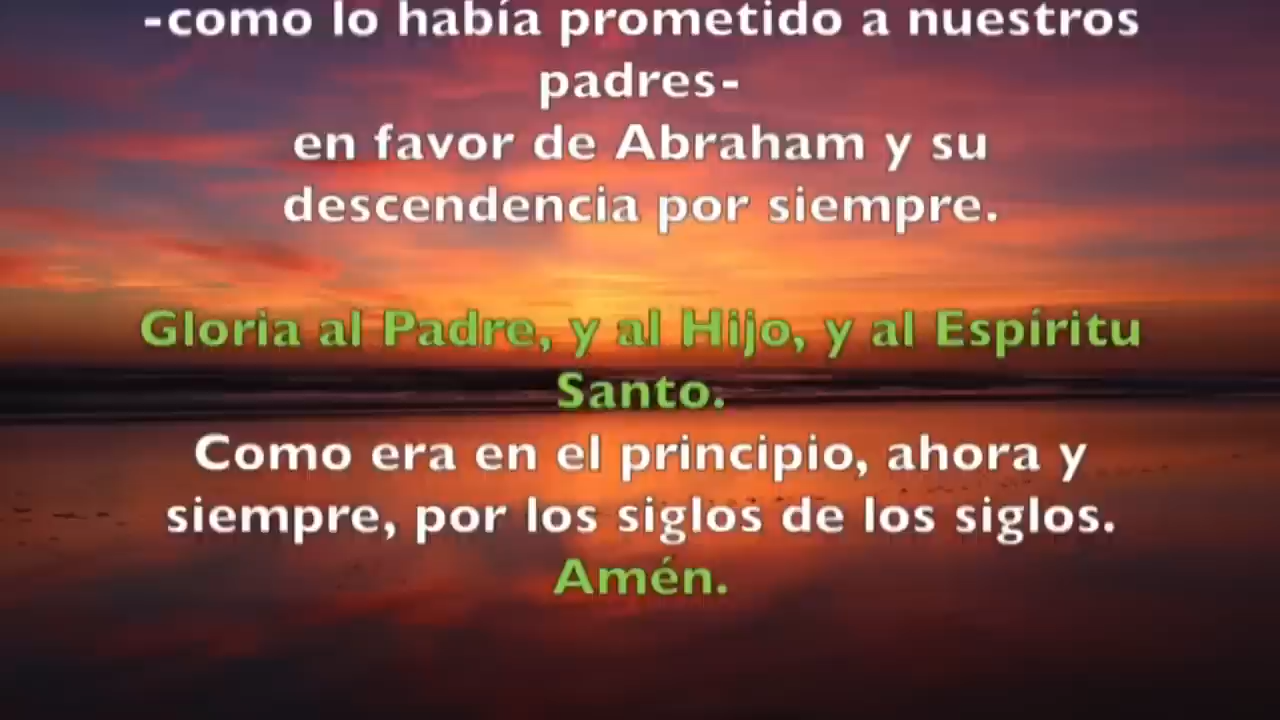 -como lo había prometido a nuestros
padres-
en favor de Abraham y su
descendencia por siempre.
Gloria al Padre, y al Hijo, y al Espíritu
Santo.
Como era en el principio, ahora y
siempre, por los siglos de los siglos.
Amén.